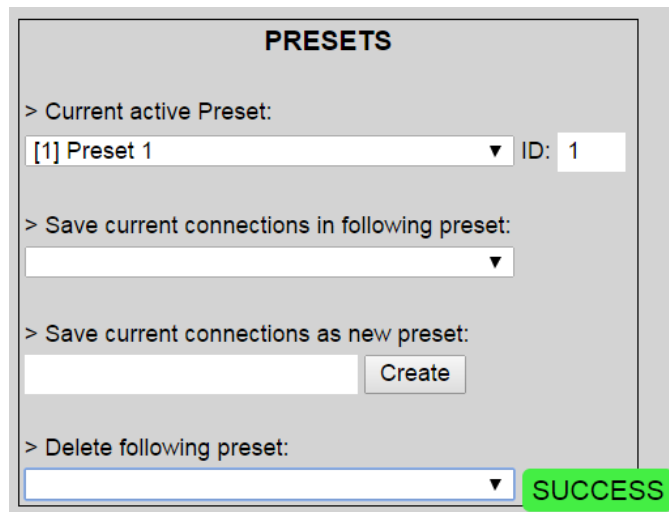 PRESETS
> Current active Preset:
[1] Preset 1 ▼ ID: 1
> Save current connections in following preset:
▼
> Save current connections as new preset:
Create
> Delete following preset:
▼ SUCCESS